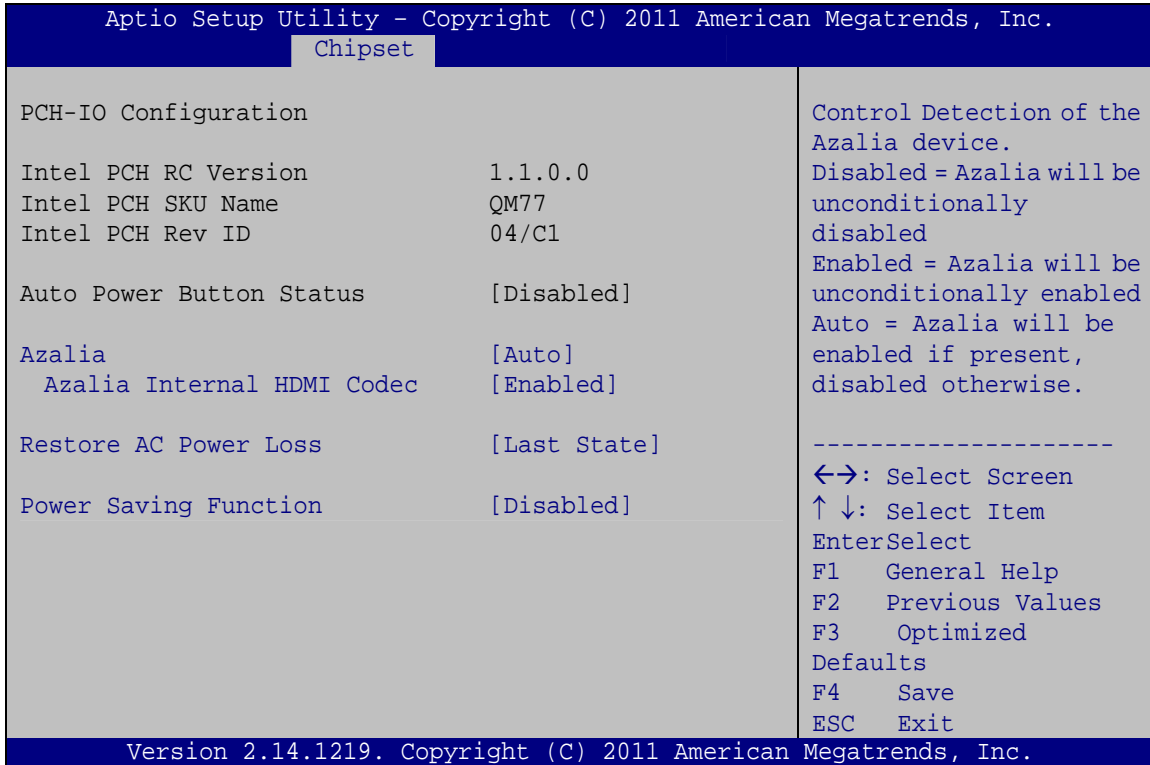 Aptio Setup Utility – Copyright (C) 2011 American Megatrends, Inc.
Chipset
PCH-IO Configuration
Intel PCH RC Version 1.1.0.0
Intel PCH SKU Name QM77
Intel PCH Rev ID 04/C1
Auto Power Button Status [Disabled]
Azalia [Auto]
Azalia Internal HDMI Codec [Enabled]
Restore AC Power Loss [Last State]
Power Saving Function [Disabled]
Control Detection of the
Azalia device.
Disabled = Azalia will be
unconditionally
disabled
Enabled = Azalia will be
unconditionally enabled
Auto = Azalia will be
enabled if present,
disabled otherwise.
---------------------
←→: Select Screen
↑ ↓: Select Item
EnterSelect
F1 General Help
F2 Previous Values
F3 Optimized
Defaults
F4 Save
ESC Exit
Version 2.14.1219. Copyright (C) 2011 American Megatrends, Inc.